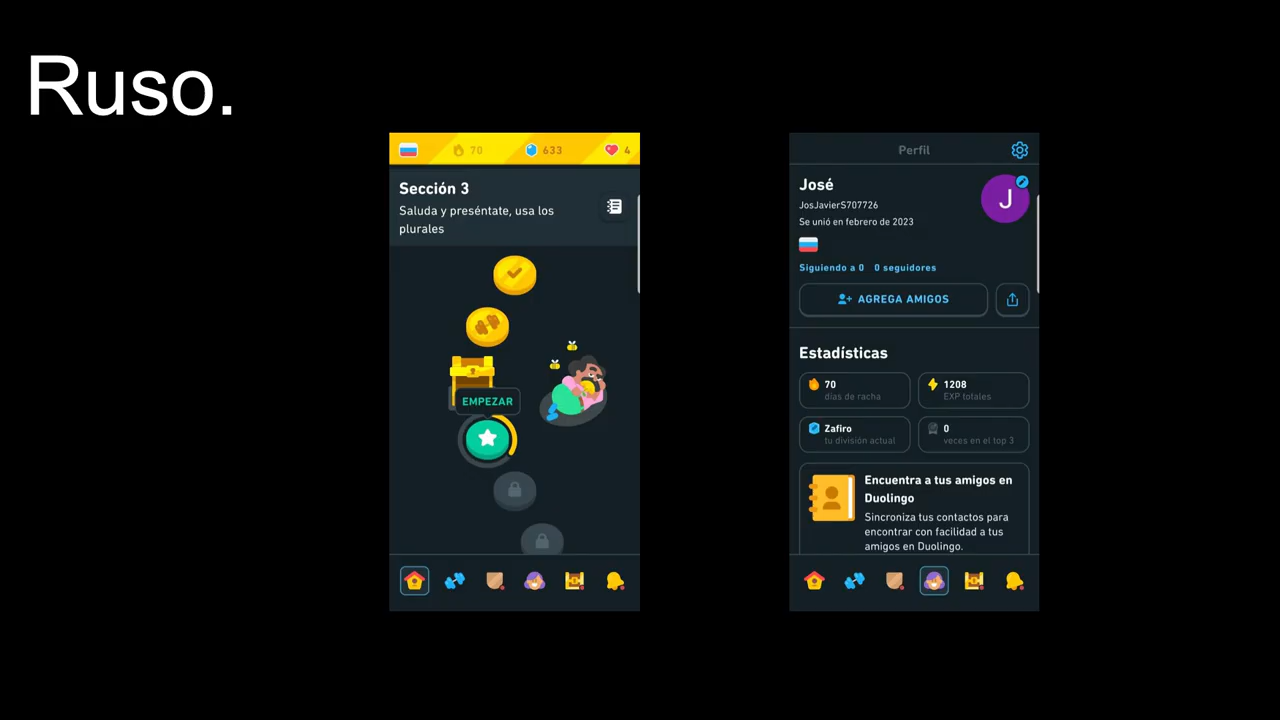 Ruso.
70
633
4
Sección 3
Saluda y preséntate, usa los
plurales
EMPEZAR
Perfil
José
JosJavierS707726
Se unió en febrero de 2023
Siguiendo a 0 0 seguidores
AGREGA AMIGOS
J
Estadísticas
70
días de racha
1208
EXP totales
Zafiro
tu división actual
0
veces en el top 3
Encuentra a tus amigos en
Duolingo
Sincroniza tus contactos para
encontrar con facilidad a tus
amigos en Duolingo.